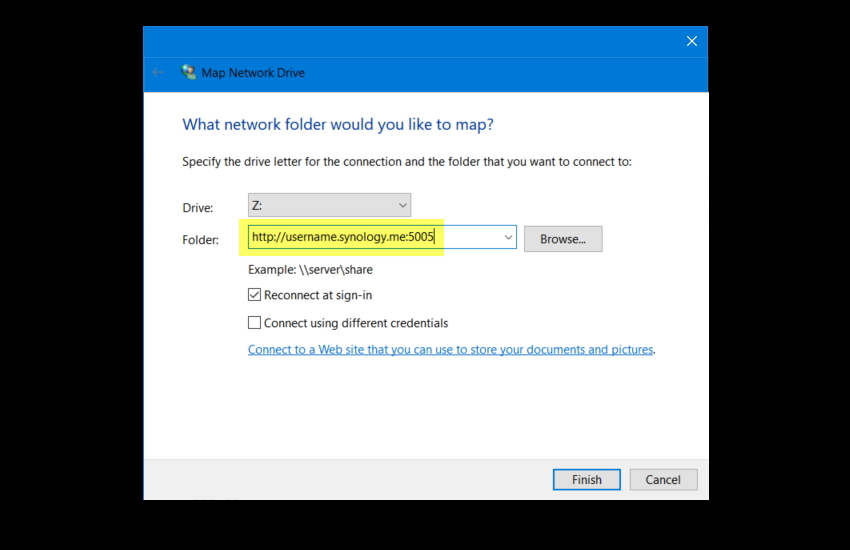 Map Network Drive
What network folder would you like to map?
Specify the drive letter for the connection and the folder that you want to connect to:
Drive: Z:
Folder: http://username.synology.me:5005 Browse...
Example: \\server\share
Reconnect at sign-in
Connect using different credentials
Connect to a Web site that you can use to store your documents and pictures.
Finish Cancel